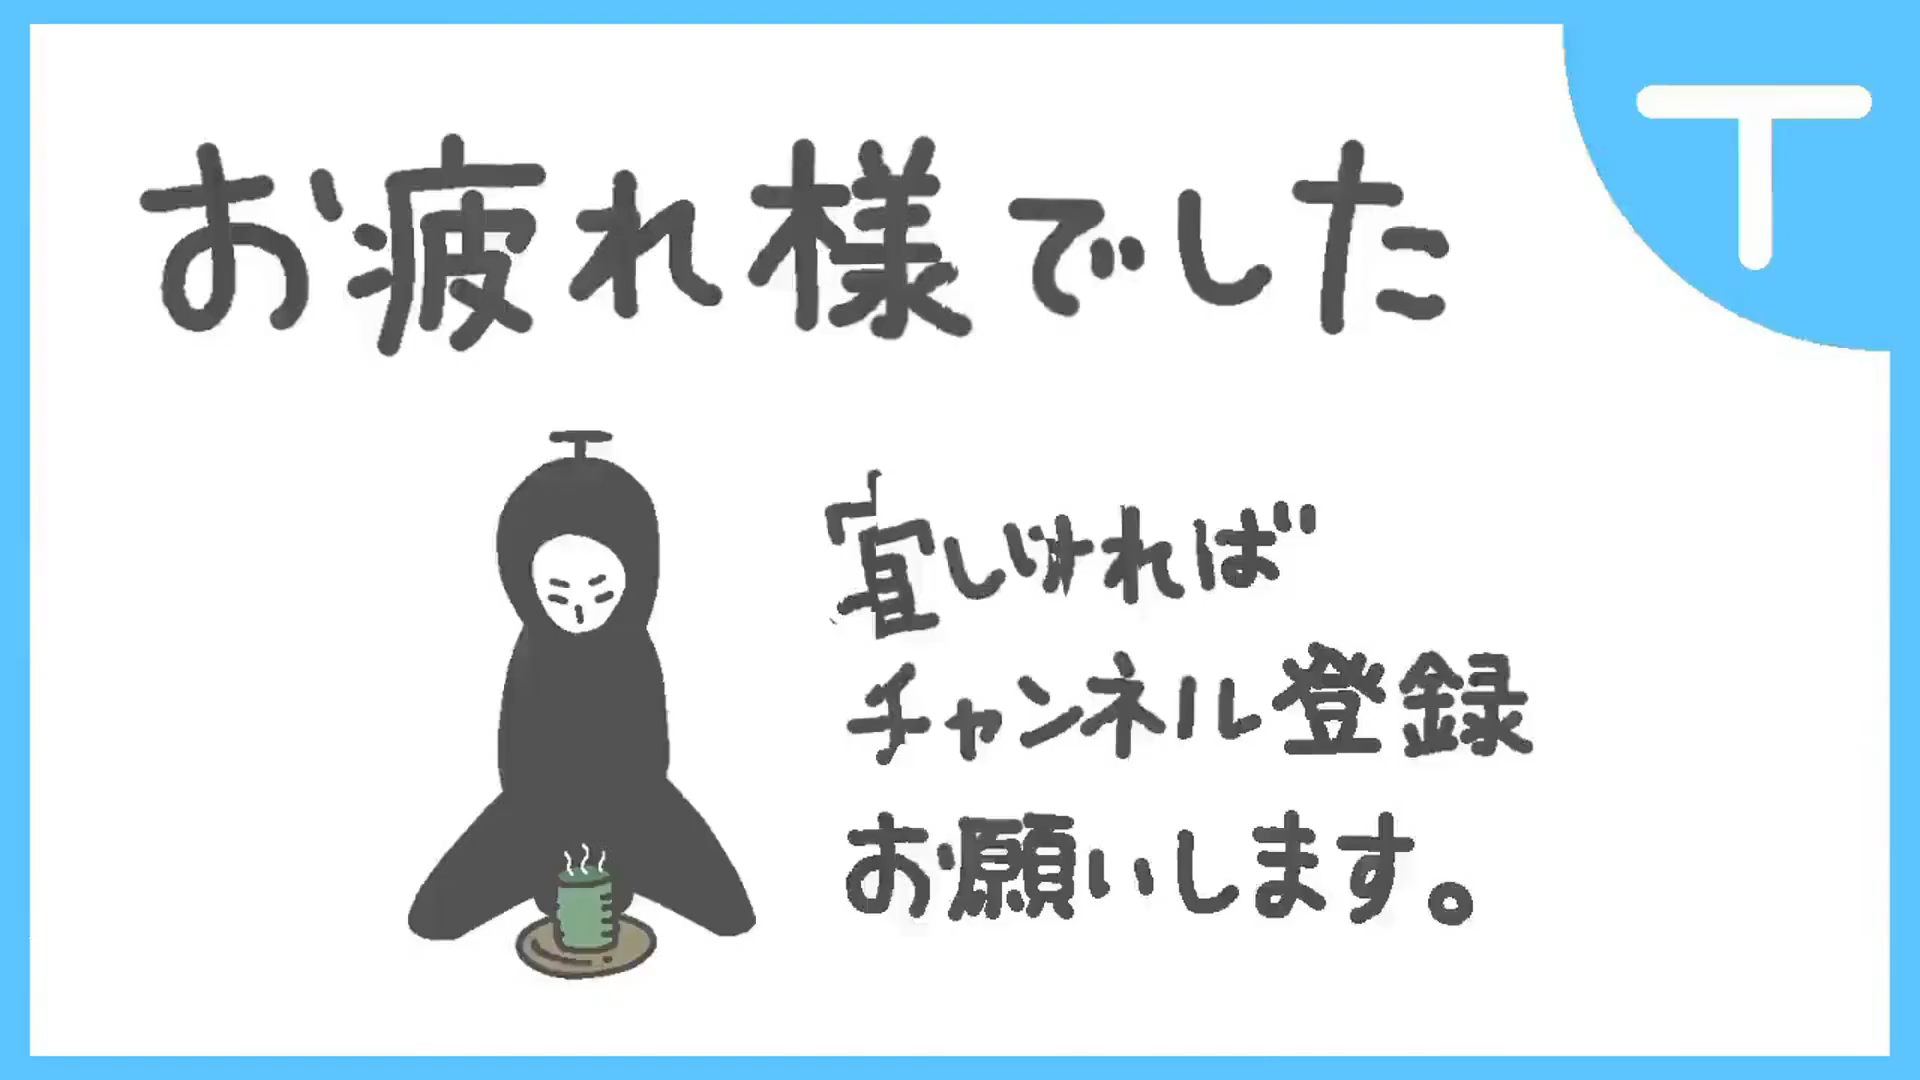 お疲れ様でした
T
宜しければ
チャンネル登録
お願いします。